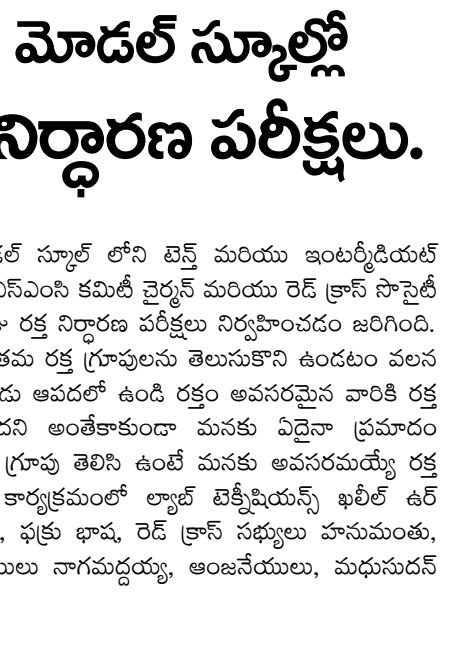 మోడల్ స్కూల్లో
నిర్ధారణ పరీక్షలు.
స్కూల్ లోని టెన్త్ మరియు ఇంటర్మీడియట్
కమిటీ చైర్మన్ మరియు రెడ్ క్రాస్ సొసైటీ
రక్త నిర్ధారణ పరీక్షలు నిర్వహించడం జరిగింది.
తమ రక్త గ్రూపులను తెలుసుకొని ఉండటం వలన
ఆపదలో ఉండి రక్తం అవసరమైన వారికి రక్త
అంతేకాకుండా మనకు ఏదైనా ప్రమాదం
గ్రూపు తెలిసి ఉంటే మనకు అవసరమయ్యే రక్త
కార్యక్రమంలో ల్యాబ్ టెక్నీషియన్స్ ఖలీల్ ఉర్
, ఫక్రు భాష, రెడ్ క్రాస్ సభ్యులు హనుమంతు,
నాగమద్దయ్య, ఆంజనేయులు, మధుసుదన్